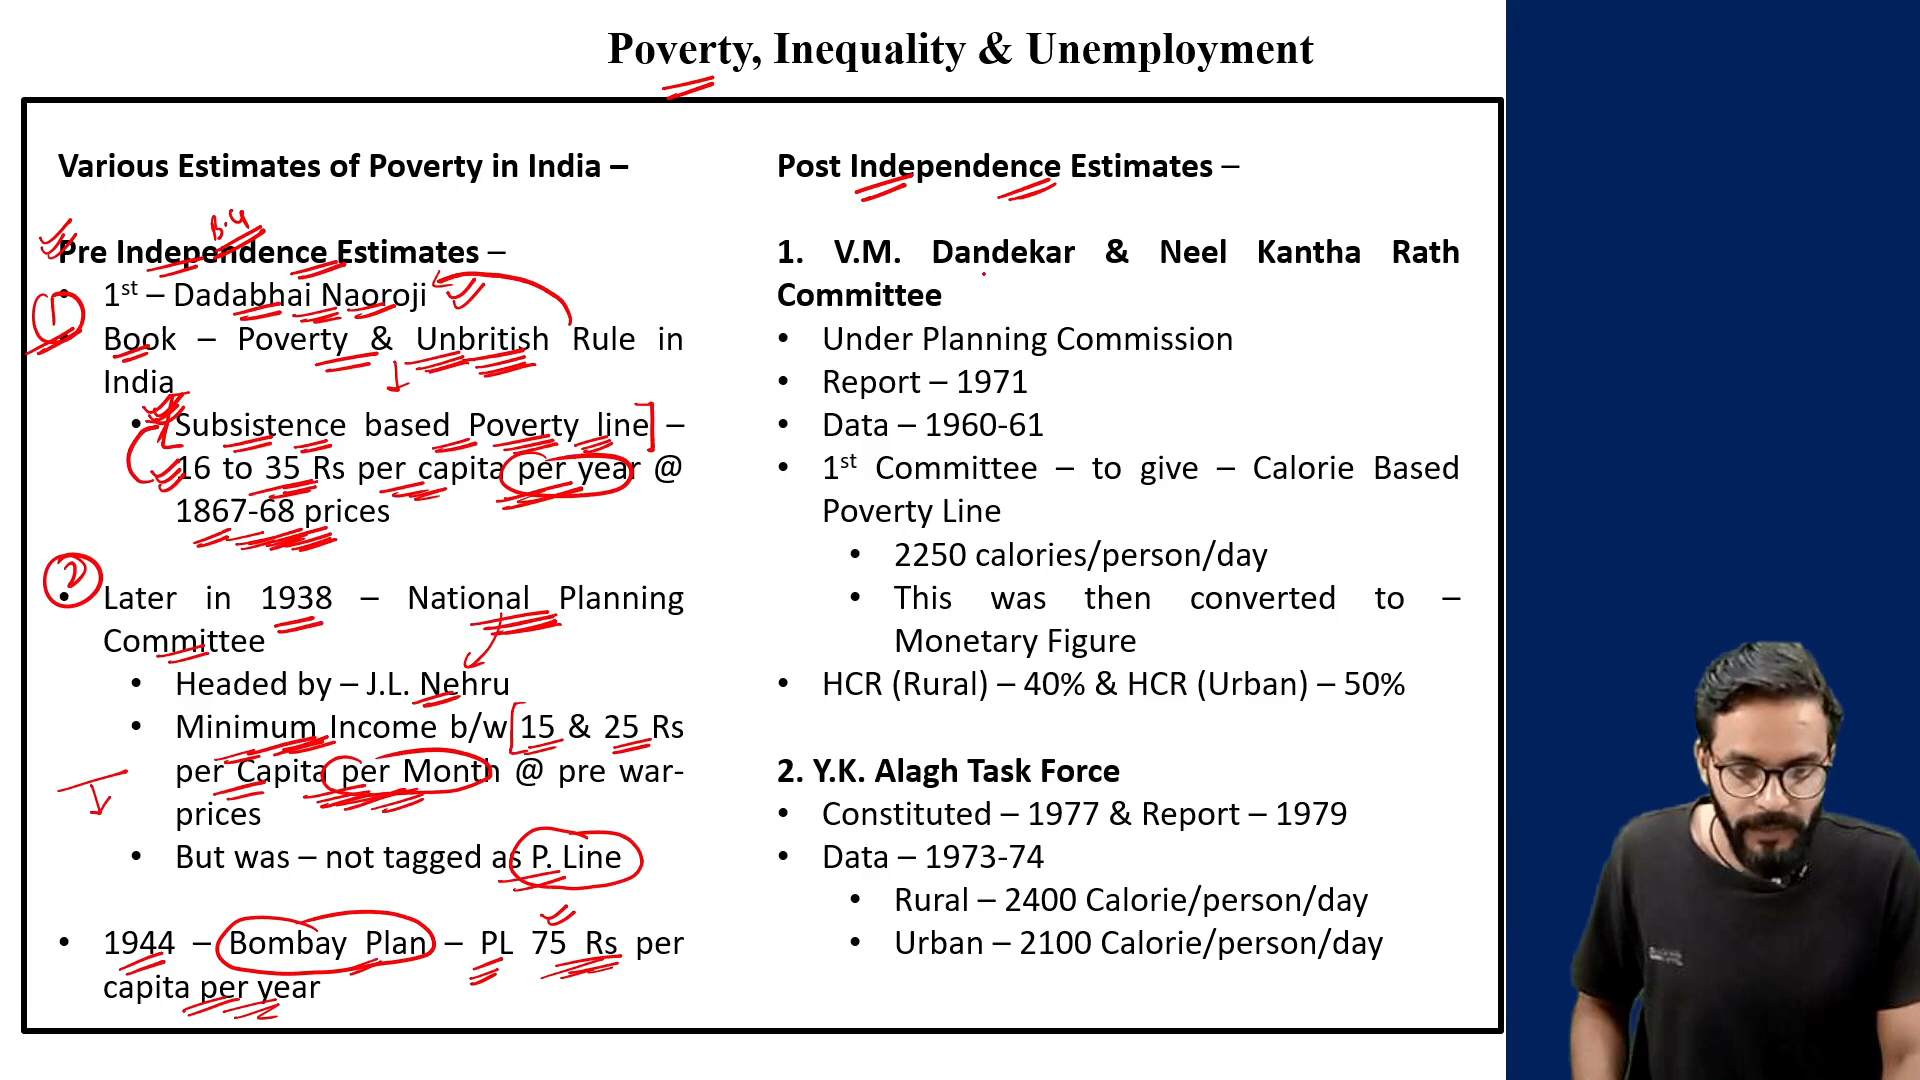 Poverty, Inequality & Unemployment
Various Estimates of Poverty in India –
B.4
Pre Independence Estimates –
1
• 1st – Dadabhai Naoroji
• Book – Poverty & Unbritish Rule in
India
• Subsistence based Poverty line –
16 to 35 Rs per capita per year @
1867-68 prices
2
• Later in 1938 – National Planning
Committee
• Headed by – J.L. Nehru
• Minimum Income b/w 15 & 25 Rs
per Capita per Month @ pre war-
prices
• But was – not tagged as P. Line
• 1944 – Bombay Plan – PL 75 Rs per
capita per year
Post Independence Estimates –
1. V.M. Dandekar & Neel Kantha Rath
Committee
• Under Planning Commission
• Report – 1971
• Data – 1960-61
• 1st Committee – to give – Calorie Based
Poverty Line
• 2250 calories/person/day
• This was then converted to –
Monetary Figure
• HCR (Rural) – 40% & HCR (Urban) – 50%
2. Y.K. Alagh Task Force
• Constituted – 1977 & Report – 1979
• Data – 1973-74
• Rural – 2400 Calorie/person/day
• Urban – 2100 Calorie/person/day